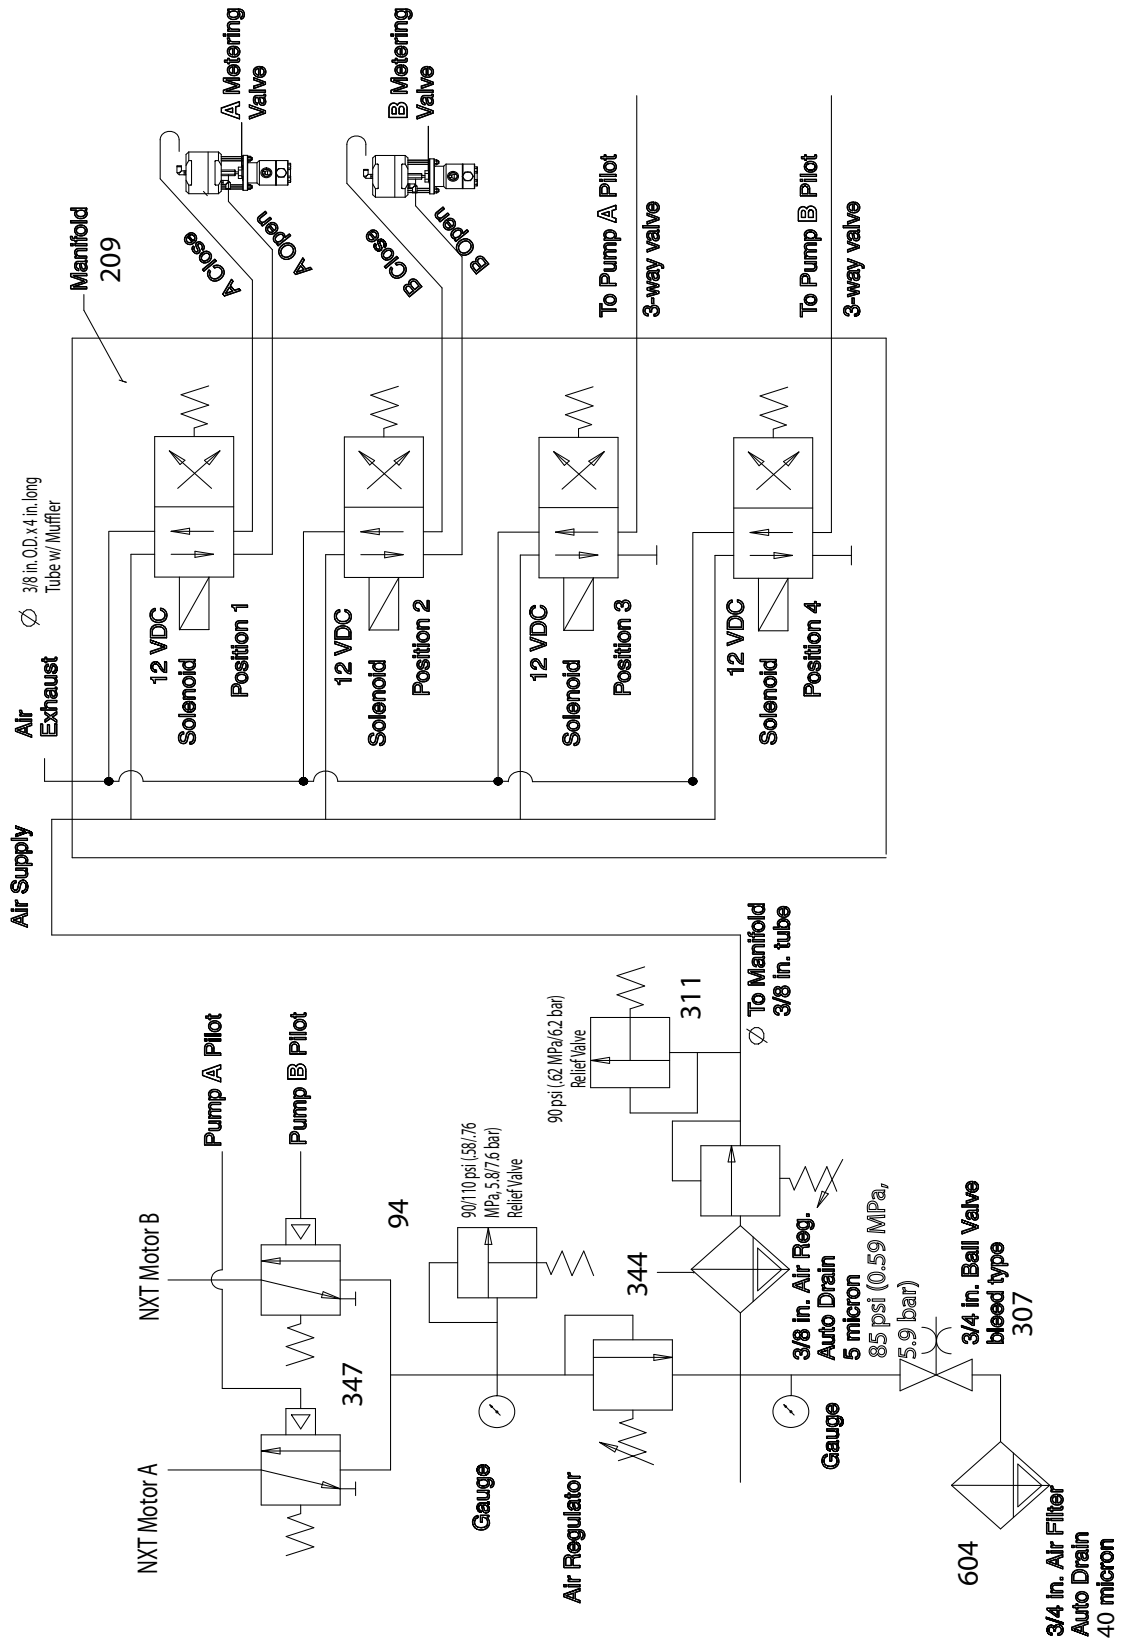 Air Supply
Air
Exhaust
3/8 in. O.D. x 4 in. long
Tube w/ Muffler
Manifold
209
12 VDC
Solenoid
Position 1
A Close
A Open
A Metering
Valve
12 VDC
Solenoid
Position 2
B Close
B Open
B Metering
Valve
12 VDC
Solenoid
Position 3
To Pump A Pilot
3-way valve
12 VDC
Solenoid
Position 4
To Pump B Pilot
3-way valve
NXT Motor A
NXT Motor B
Pump A Pilot
Pump B Pilot
347
94
90/110 psi (.58/.76
MPa, 5.8/7.6 bar)
Relief Valve
Gauge
Air Regulator
90 psi (.62 MPa/6.2 bar)
Relief Valve
311
To Manifold
3/8 in. tube
344
3/8 in. Air Reg.
Auto Drain
5 micron
85 psi (0.59 MPa,
5.9 bar)
Gauge
3/4 in. Ball Valve
bleed type
307
604
3/4 in. Air Filter
Auto Drain
40 micron